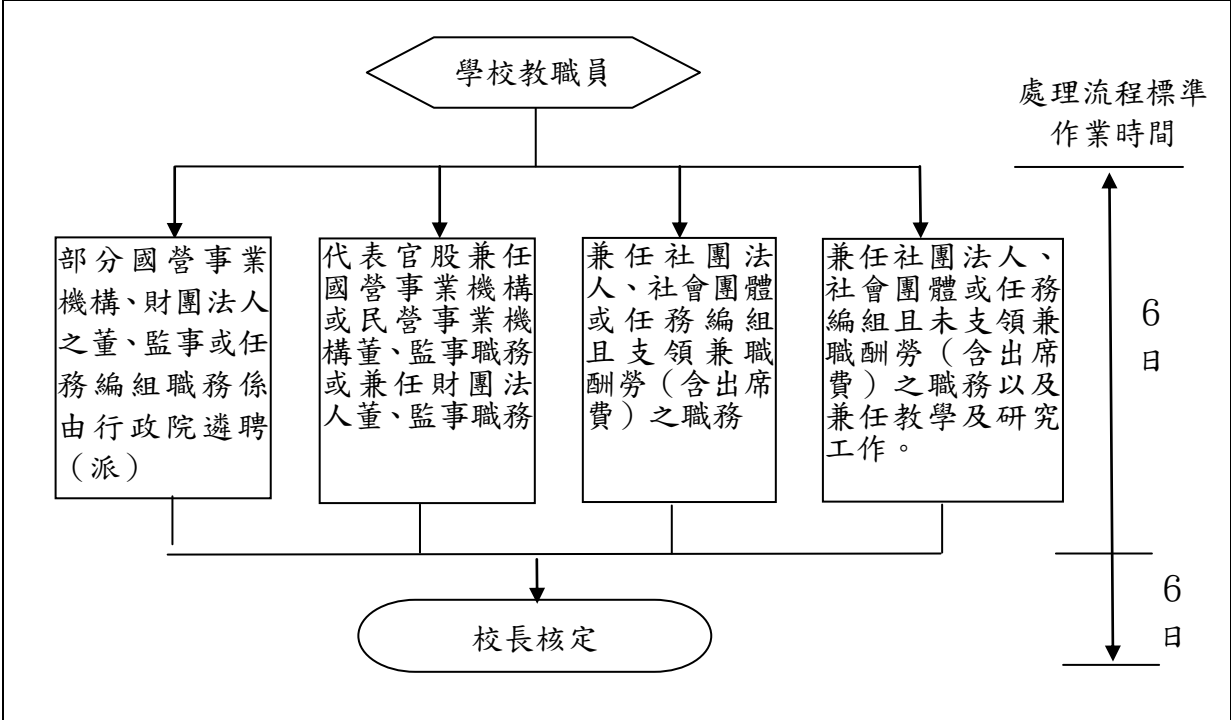 學校教職員
處理流程標準
作業時間
部分國營事業
機構、財團法人
之董、監事或任
務編組職務係
由行政院遴聘
（派）
代表官股兼任
國營事業機構
或民營事業機
構董、監事職務
或兼任財團法
人董、監事職務
兼任社團法
人、社會團體
或任務編組
且支領兼職
酬勞（含出席
費）之職務
兼任社團法人、
社會團體或任務
編組且未支領兼
職酬勞（含出席
費）之職務以及
兼任教學及研究
工作。
6
日
校長核定
6
日